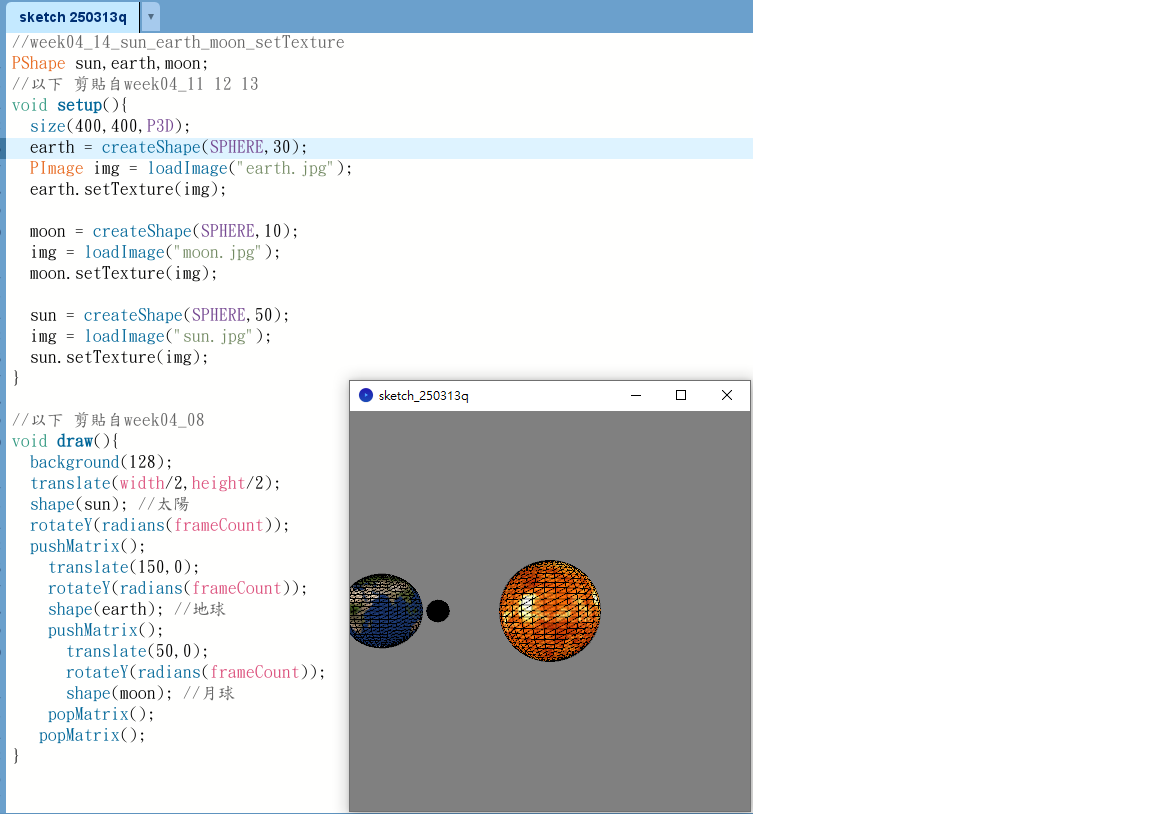 sketch 250313q
//week04_14_sun_earth_moon_setTexture
PShape sun,earth,moon;
//以下 剪貼自week04_11 12 13
void setup(){
  size(400,400,P3D);
  earth = createShape(SPHERE,30);
  PImage img = loadImage("earth.jpg");
  earth.setTexture(img);
  moon = createShape(SPHERE,10);
  img = loadImage("moon.jpg");
  moon.setTexture(img);
  sun = createShape(SPHERE,50);
  img = loadImage("sun.jpg");
  sun.setTexture(img);
}
//以下 剪貼自week04_08
void draw(){
  background(128);
  translate(width/2,height/2);
  shape(sun); //太陽
  rotateY(radians(frameCount));
  pushMatrix();
    translate(150,0);
    rotateY(radians(frameCount));
    shape(earth); //地球
    pushMatrix();
      translate(50,0);
      rotateY(radians(frameCount));
      shape(moon); //月球
    popMatrix();
   popMatrix();
}
sketch_250313q